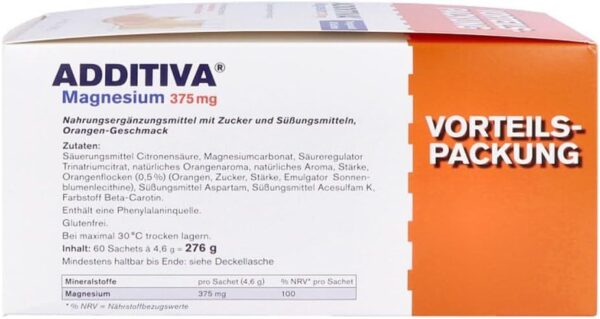 ADDITIVA®
Magnesium 375 mg
Nahrungsergänzungsmittel mit Zucker und Süßungsmitteln,
Orangen-Geschmack
Zutaten:
Säuerungsmittel Citronensäure, Magnesiumcarbonat, Säureregulator
Trinatriumcitrat, natürliches Orangenaroma, natürliches Aroma, Stärke,
Orangenflocken (0,5 %) (Orangen, Zucker, Stärke, Emulgator Sonnen-
blumenlecithine), Süßungsmittel Aspartam, Süßungsmittel Acesulfam K,
Farbstoff Beta-Carotin.
Enthält eine Phenylalaninquelle.
Glutenfrei.
Bei maximal 30 °C trocken lagern.
Inhalt: 60 Sachets à 4,6 g = 276 g
Mindestens haltbar bis Ende: siehe Deckellasche
Mineralstoffe pro Sachet (4,6 g) % NRV* pro Sachet
Magnesium 375 mg 100
* % NRV = Nährstoffbezugswerte
VORTEILS-
PACKUNG